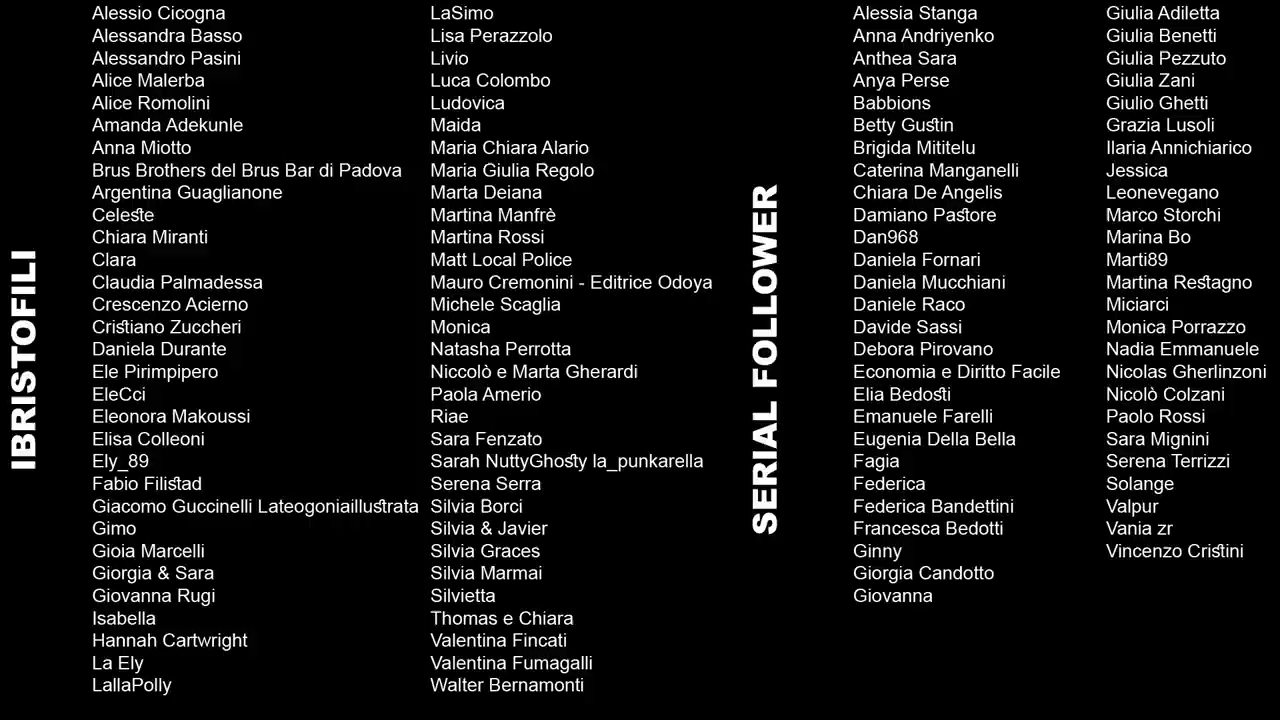 IBRISTOFILI
Alessio Cicogna
Alessandra Basso
Alessandro Pasini
Alice Malerba
Alice Romolini
Amanda Adekunle
Anna Miotto
Brus Brothers del Brus Bar di Padova
Argentina Guaglianone
Celeste
Chiara Miranti
Clara
Claudia Palmadessa
Crescenzo Acierno
Cristiano Zuccheri
Daniela Durante
Ele Pirimpipero
EleCci
Eleonora Makoussi
Elisa Colleoni
Ely_89
Fabio Filistad
Giacomo Guccinelli Lateogoniaillustrata
Gimo
Gioia Marcelli
Giorgia & Sara
Giovanna Rugi
Isabella
Hannah Cartwright
La Ely
LallaPolly
LaSimo
Lisa Perazzolo
Livio
Luca Colombo
Ludovica
Maida
Maria Chiara Alario
Maria Giulia Regolo
Marta Deiana
Martina Manfrè
Martina Rossi
Matt Local Police
Mauro Cremonini - Editrice Odoya
Michele Scaglia
Monica
Natasha Perrotta
Niccolò e Marta Gherardi
Paola Amerio
Riae
Sara Fenzato
Sarah NuttyGhosty la_punkarella
Serena Serra
Silvia Borci
Silvia & Javier
Silvia Graces
Silvia Marmai
Silvietta
Thomas e Chiara
Valentina Fincati
Valentina Fumagalli
Walter Bernamonti
SERIAL FOLLOWER
Alessia Stanga
Anna Andriyenko
Anthea Sara
Anya Perse
Babbions
Betty Gustin
Brigida Mititelu
Caterina Manganelli
Chiara De Angelis
Damiano Pastore
Dan968
Daniela Fornari
Daniela Mucchiani
Daniele Raco
Davide Sassi
Debora Pirovano
Economia e Diritto Facile
Elia Bedosti
Emanuele Farelli
Eugenia Della Bella
Fagia
Federica
Federica Bandettini
Francesca Bedotti
Ginny
Giorgia Candotto
Giovanna
Giulia Adiletta
Giulia Benetti
Giulia Pezzuto
Giulia Zani
Giulio Ghetti
Grazia Lusoli
Ilaria Annichiarico
Jessica
Leonevegano
Marco Storchi
Marina Bo
Marti89
Martina Restagno
Miciarci
Monica Porrazzo
Nadia Emmanuele
Nicolas Gherlinzoni
Nicolò Colzani
Paolo Rossi
Sara Mignini
Serena Terrizzi
Solange
Valpur
Vania zr
Vincenzo Cristini